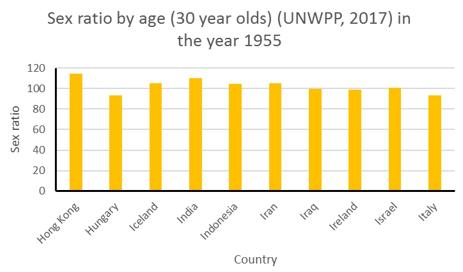 Sex ratio by age (30 year olds) (UNWPP, 2017) in
the year 1955
120
100
80
60
40
20
0
Sex ratio
Hong Kong
Hungary
Iceland
India
Indonesia
Iran
Iraq
Ireland
Israel
Italy
Country